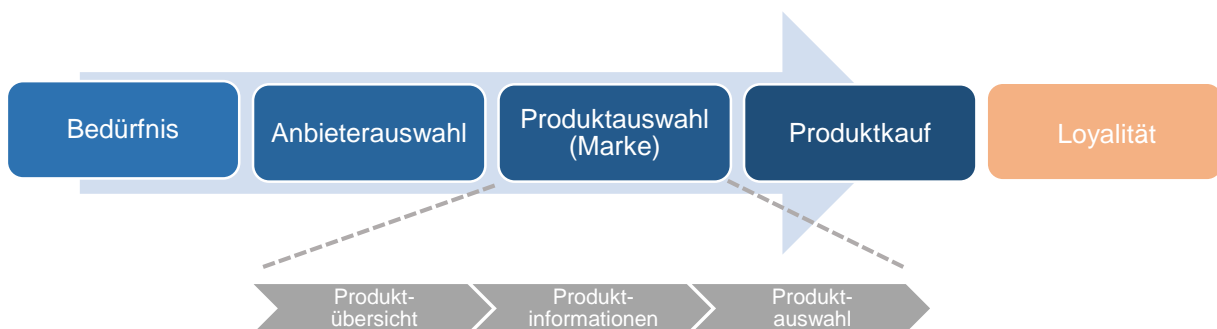 Bedürfnis
Anbieterauswahl
Produktauswahl
(Marke)
Produktkauf
Loyalität
Produkt-
übersicht
Produkt-
informationen
Produkt-
auswahl